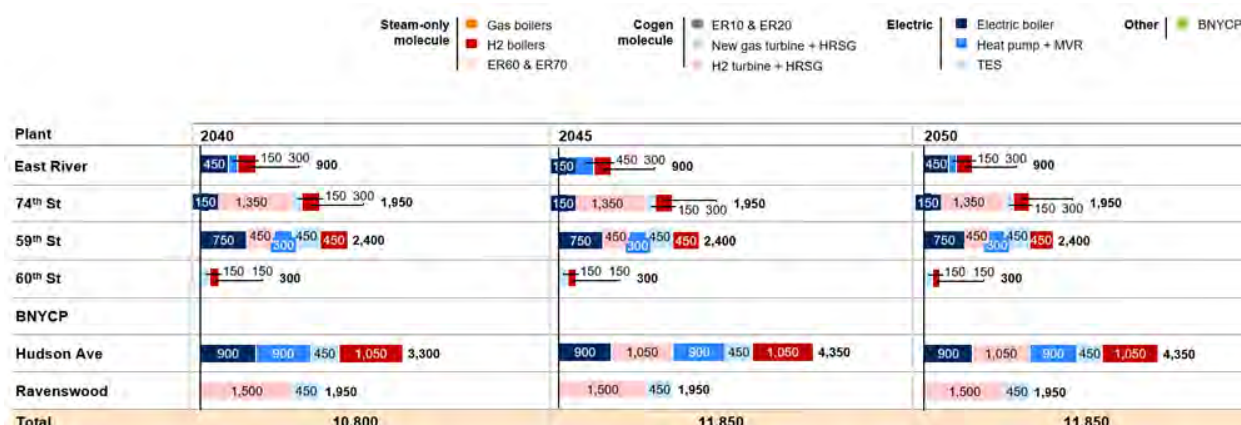 Steam-only molecule
Gas boilers
H2 boilers
ER60 & ER70
Cogen molecule
ER10 & ER20
New gas turbine + HRSG
H2 turbine + HRSG
Electric
Electric boiler
Heat pump + MVR
TES
Other
BNYCP
Plant 2040 2045 2050
East River 450 150 300 900 150 450 300 900 450 150 300 900
74th St 150 1,350 150 300 1,950 150 1,350 150 300 1,950 150 1,350 150 300 1,950
59th St 750 450 300 450 450 2,400 750 450 300 450 450 2,400 750 450 300 450 450 2,400
60th St 150 150 300 150 150 300 150 150 300
BNYCP
Hudson Ave 900 900 450 1,050 3,300 900 1,050 900 450 1,050 4,350 900 1,050 900 450 1,050 4,350
Ravenswood 1,500 450 1,950 1,500 450 1,950 1,500 450 1,950
Total 10,800 11,850 11,850